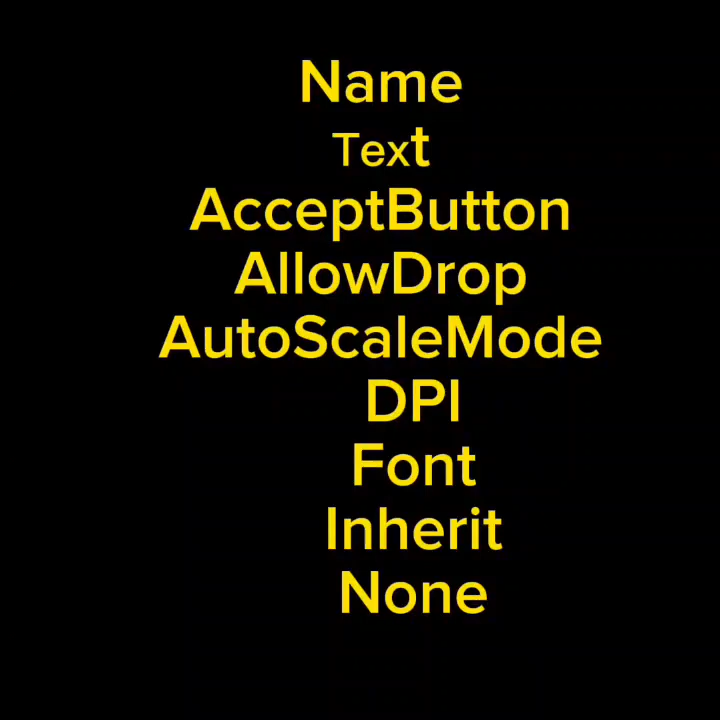 Name
Text
AcceptButton
AllowDrop
AutoScaleMode
DPI
Font
Inherit
None